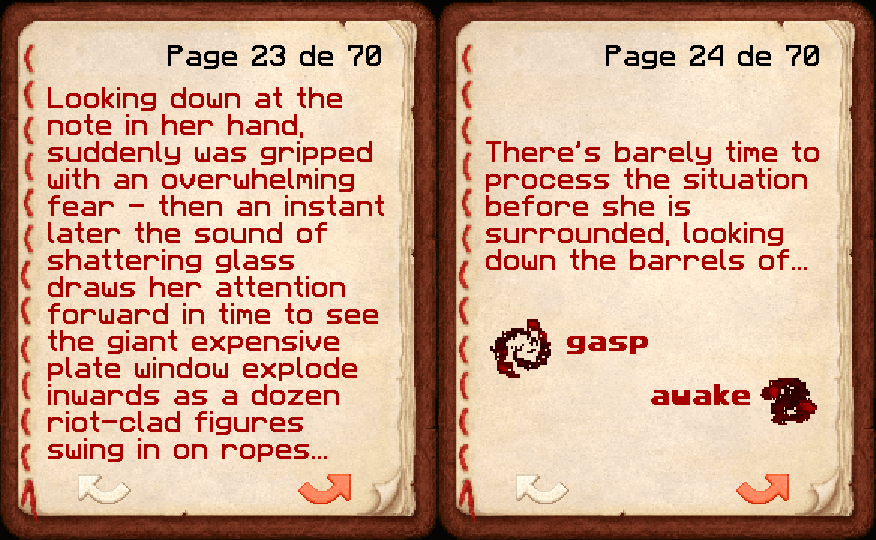 Page 23 de 70
Looking down at the
note in her hand,
suddenly was gripped
with an overwhelming
fear - then an instant
later the sound of
shattering glass
draws her attention
forward in time to see
the giant expensive
plate window explode
inwards as a dozen
riot-clad figures
swing in on ropes...
Page 24 de 70
There's barely time to
process the situation
before she is
surrounded, looking
down the barrels of...
gasp
awake